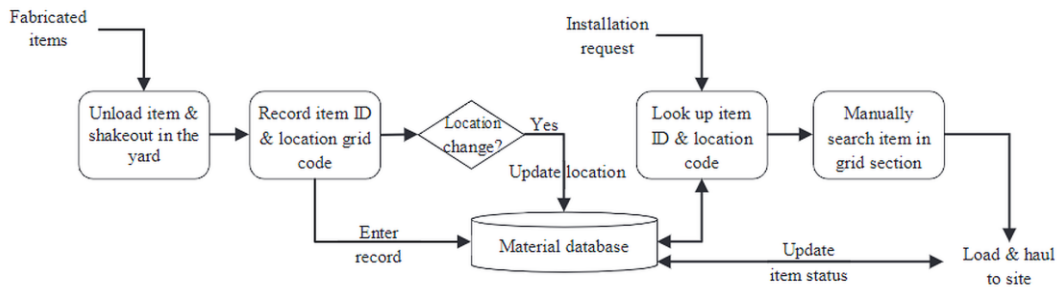 Fabricated
items
Unload item &
shakeout in the
yard
Record item ID
& location grid
code
Location
change?
Yes
Update location
Enter
record
Material database
Installation
request
Look up item
ID & location
code
Manually
search item in
grid section
Update
item status
Load & haul
to site